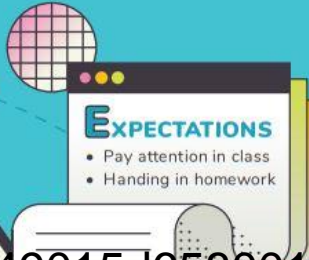 EXPECTATIONS
• Pay attention in class
• Handing in homework